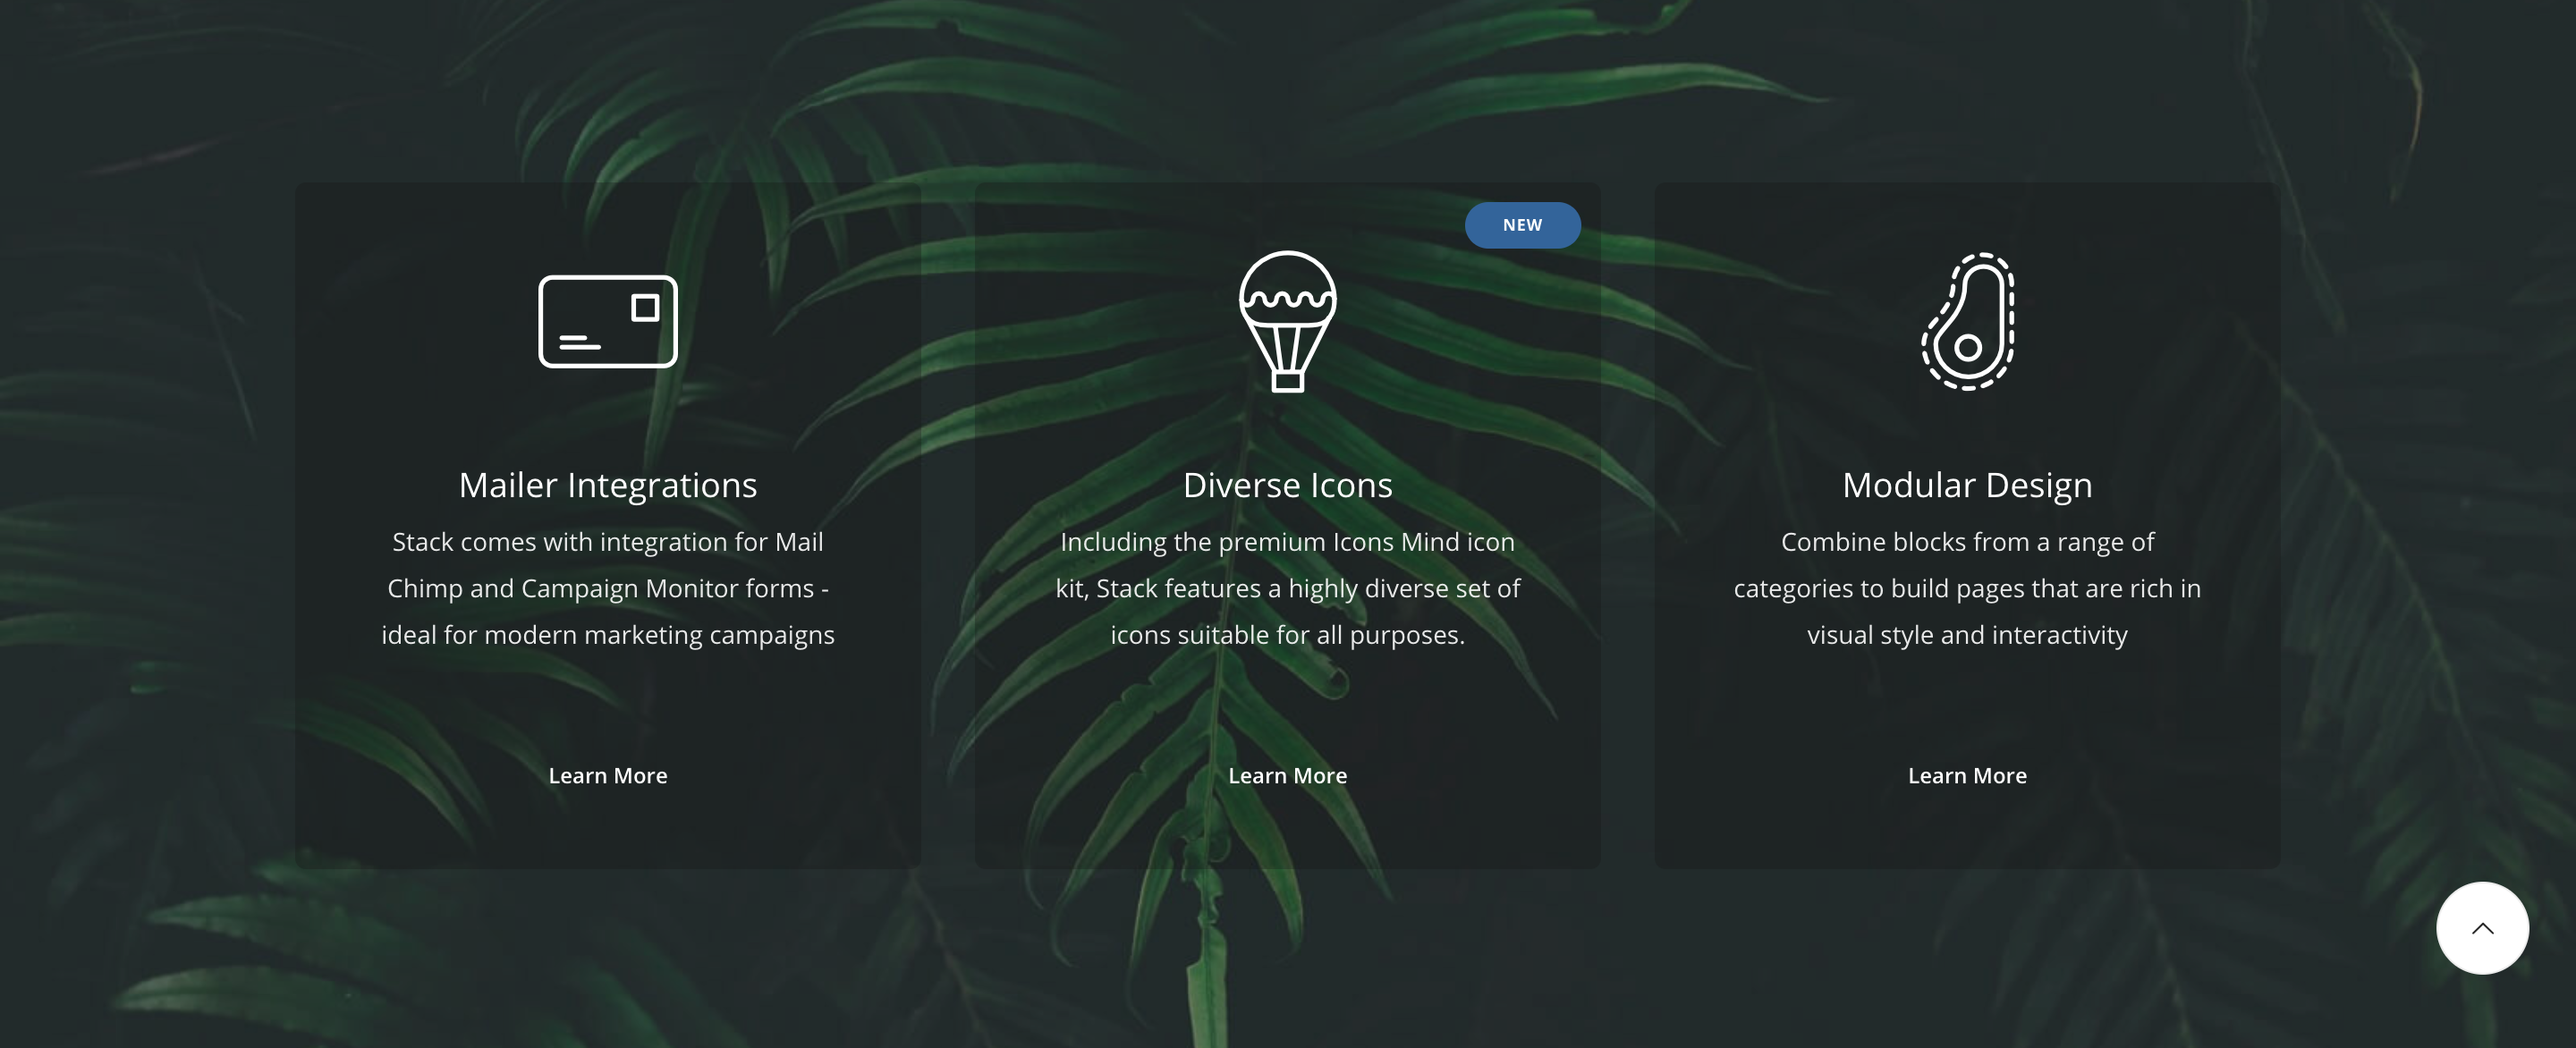 NEW
Mailer Integrations
Stack comes with integration for Mail
Chimp and Campaign Monitor forms -
ideal for modern marketing campaigns
Learn More
Diverse Icons
Including the premium Icons Mind icon
kit, Stack features a highly diverse set of
icons suitable for all purposes.
Learn More
Modular Design
Combine blocks from a range of
categories to build pages that are rich in
visual style and interactivity
Learn More